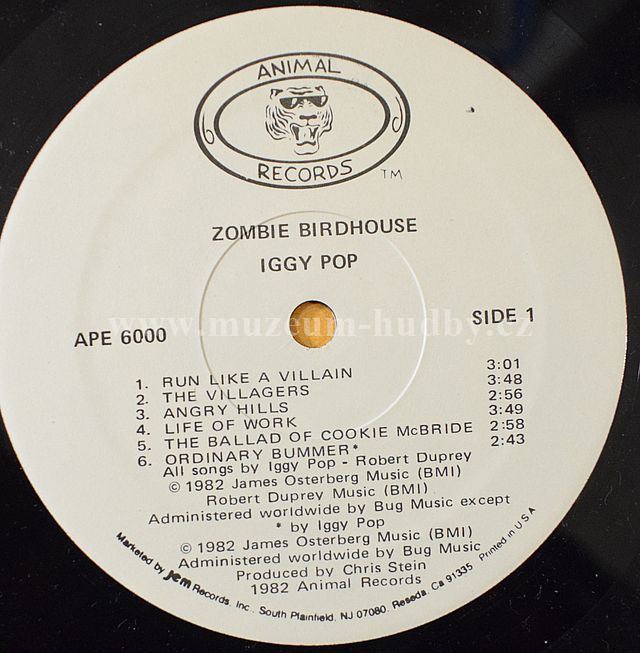 ANIMAL
RECORDS TM
ZOMBIE BIRDHOUSE
IGGY POP
www.muzeum-hudby.cz
APE 6000
SIDE 1
1. RUN LIKE A VILLAIN 3:01
2. THE VILLAGERS 3:48
3. ANGRY HILLS 2:56
4. LIFE OF WORK 3:49
5. THE BALLAD OF COOKIE McBRIDE 2:58
6. ORDINARY BUMMER* 2:43
All songs by Iggy Pop - Robert Duprey
© 1982 James Osterberg Music (BMI)
Robert Duprey Music (BMI)
Administered worldwide by Bug Music except
* by Iggy Pop
© 1982 James Osterberg Music (BMI)
Administered worldwide by Bug Music
Produced by Chris Stein
1982 Animal Records
Marketed by jem Records, Inc. South Plainfield, NJ 07080. Reseda, Ca 91335 Printed in USA